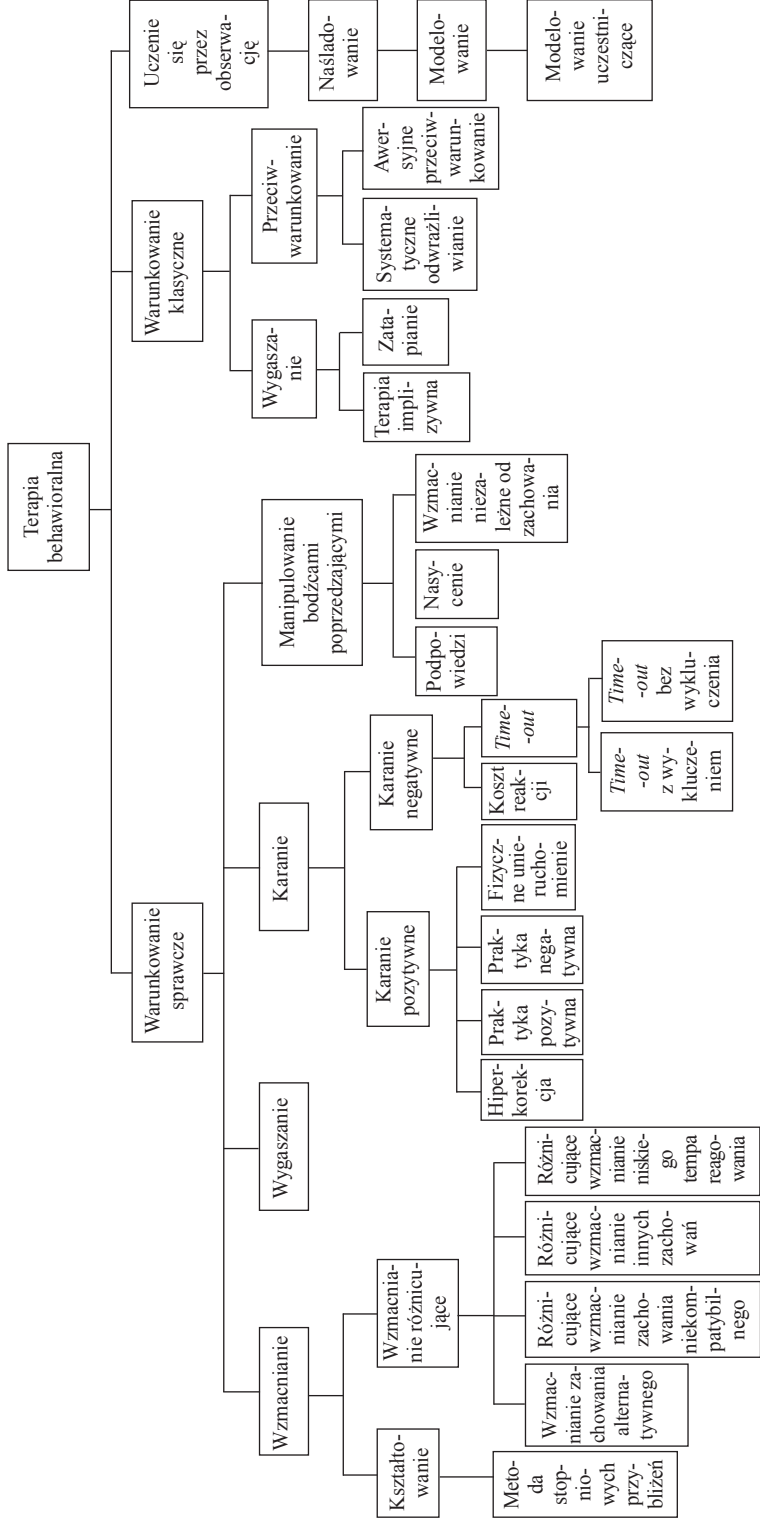 Terapia
behawioralna
Warunkowanie
sprawcze
Warunkowanie
klasyczne
Uczenie
się
przez
obserwa-
cję
Wzmacnianie
Wygaszanie
Karanie
Manipulowanie
bodźcami
poprzedzającymi
Wygasza-
nie
Przeciw-
warunkowanie
Naślado-
wanie
Kształto-
wanie
Wzmacnia-
nie różnicu-
jące
Karanie
pozytywne
Karanie
negatywne
Podpo-
wiedzi
Nasy-
cenie
Wzmac-
nianie
nieza-
leżne od
zachowa-
nia
Terapia
impli-
zywna
Zata-
pianie
Systema-
tyczne
odwrażli-
wianie
Awer-
syjne
przeciw-
warun-
kowanie
Modelo-
wanie
Meto-
da
stop-
nio-
wych
przy-
bliżeń
Wzmac-
nianie za-
chowania
alterna-
tywnego
Różni-
cujące
wzmac-
nianie
zacho-
wania
niekom-
patybil-
nego
Różni-
cujące
wzmac-
nianie
innych
zacho-
wań
Różni-
cujące
wzmac-
nianie
niskie-
go
tempa
reago-
wania
Hiper-
korek-
cja
Prak-
tyka
pozy-
tywna
Prak-
tyka
nega-
tywna
Fizycz-
ne unie-
rucho-
mienie
Koszt
reak-
cji
Time-
-out
Time-
-out
z wy-
klucze-
niem
Time-
-out
bez
wyklu-
czenia
Modelo-
wanie
uczestni-
czące